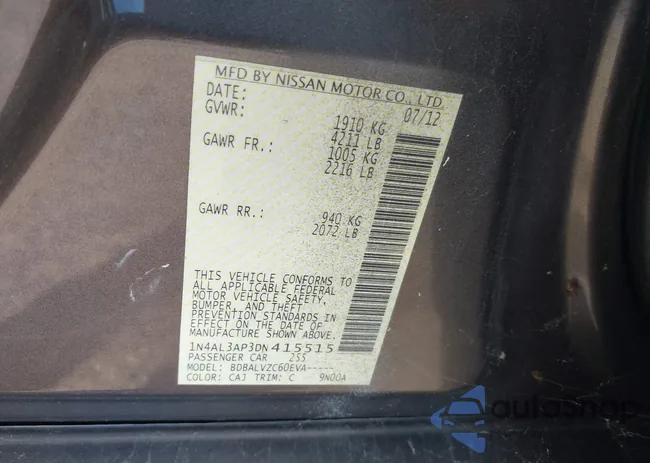 MFD BY NISSAN MOTOR CO., LTD.
DATE: 07/12
GVWR: 1910 KG
4211 LB
GAWR FR.: 1005 KG
2216 LB
GAWR RR.: 940 KG
2072 LB
THIS VEHICLE CONFORMS TO
ALL APPLICABLE FEDERAL
MOTOR VEHICLE SAFETY,
BUMPER, AND THEFT
PREVENTION STANDARDS IN
EFFECT ON THE DATE OF
MANUFACTURE SHOWN ABOVE.
1N4AL3AP3DN415515
PASSENGER CAR 255
MODEL: BDBALVZC60EVA-----
COLOR: CAJ TRIM: C 9N00A
autashop